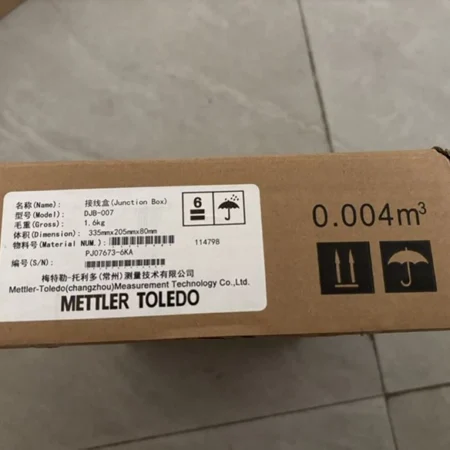 名称(Name): 接线盒(Junction Box)
型号(Model): DJB-007
毛重(Gross): 1.6kg
体积(Dimension): 335mmx205mmx80mm
物料号(Material NUM.)
114798
编号(S/N): PJ07673-6KA
梅特勒-托利多(常州)测量技术有限公司
Mettler-Toledo(changzhou)Measurement Technology Co.,Ltd.
METTLER TOLEDO
6
0.004m³